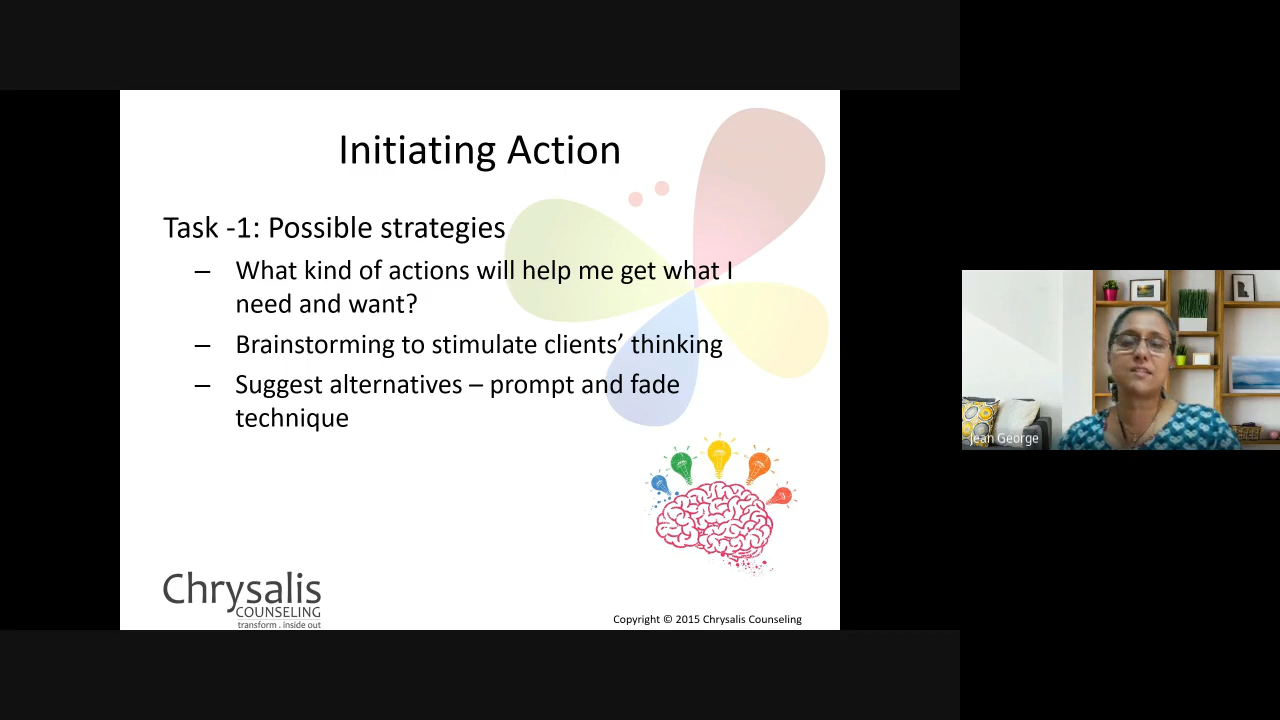 Initiating Action
Task -1: Possible strategies
– What kind of actions will help me get what I
need and want?
– Brainstorming to stimulate clients’ thinking
– Suggest alternatives – prompt and fade
technique
Chrysalis
COUNSELING
transform . inside out
Copyright © 2015 Chrysalis Counseling
Jean George